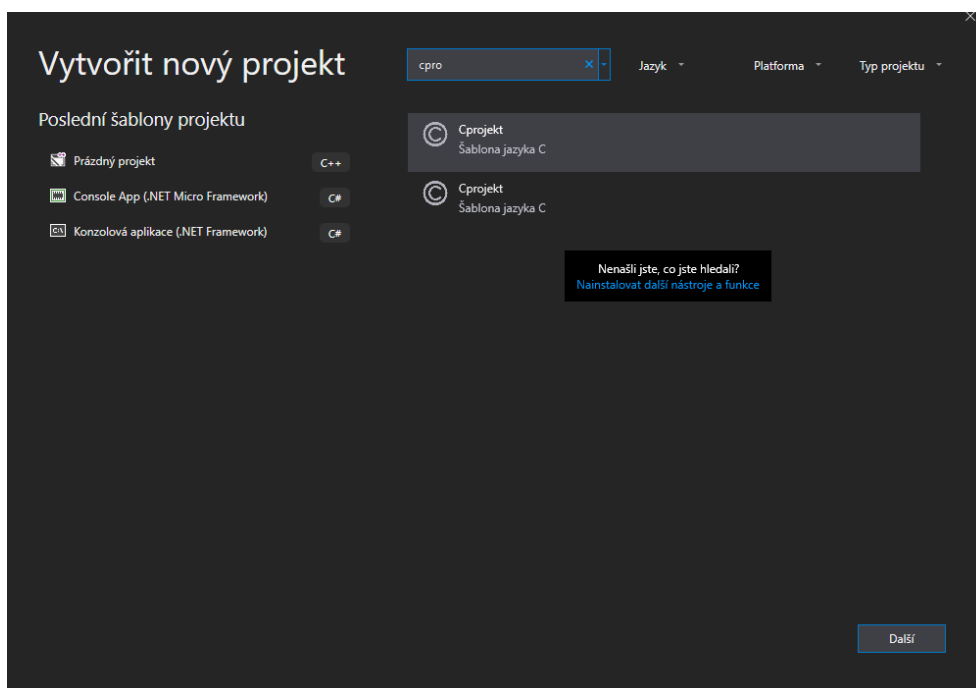 Vytvořit nový projekt
cpro
Jazyk
Platforma
Typ projektu
Poslední šablony projektu
Prázdný projekt
C++
Console App (.NET Micro Framework)
C#
Konzolová aplikace (.NET Framework)
C#
Cprojekt
Šablona jazyka C
Cprojekt
Šablona jazyka C
Nenašli jste, co jste hledali?
Nainstalovat další nástroje a funkce
Další